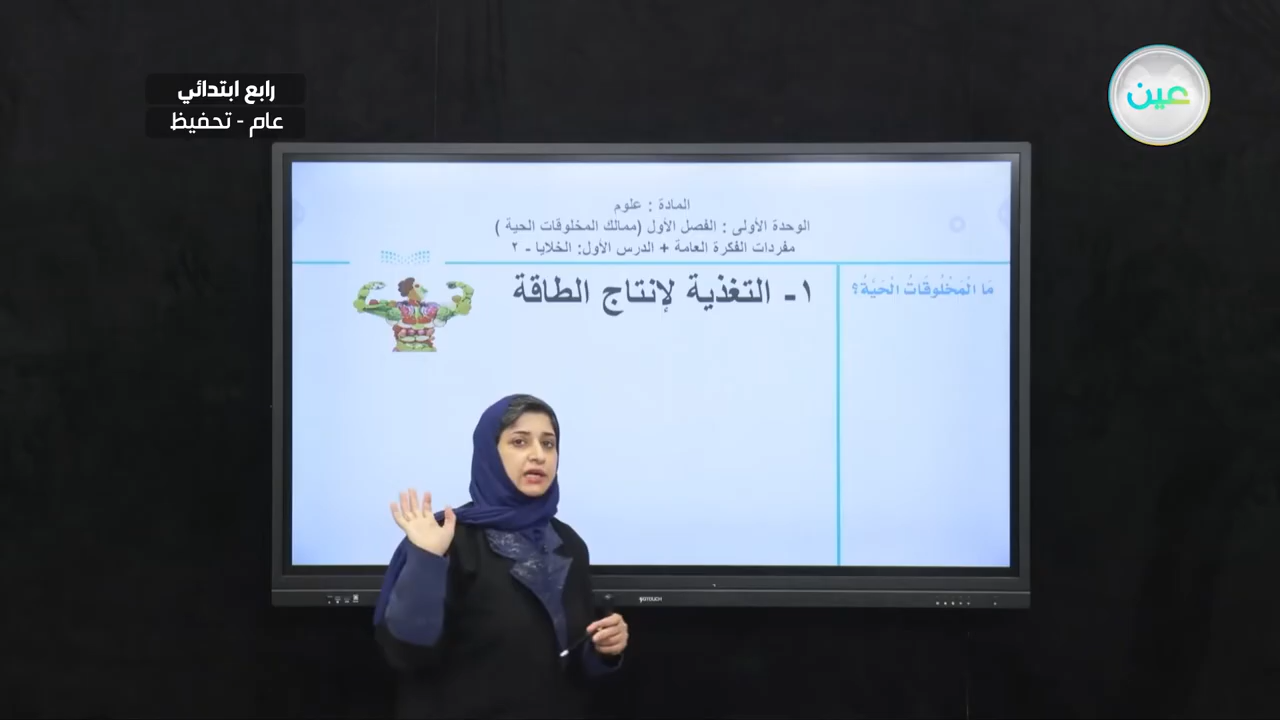 رابع ابتدائي
عام - تحفيظ
عين
المادة : علوم
الوحدة الأولى : الفصل الأول (ممالك المخلوقات الحية )
مفردات الفكرة العامة + الدرس الأول: الخلايا - ٢
مَا الْمَخْلُوقَاتُ الْحَيَّةُ؟
١- التغذية لإنتاج الطاقة